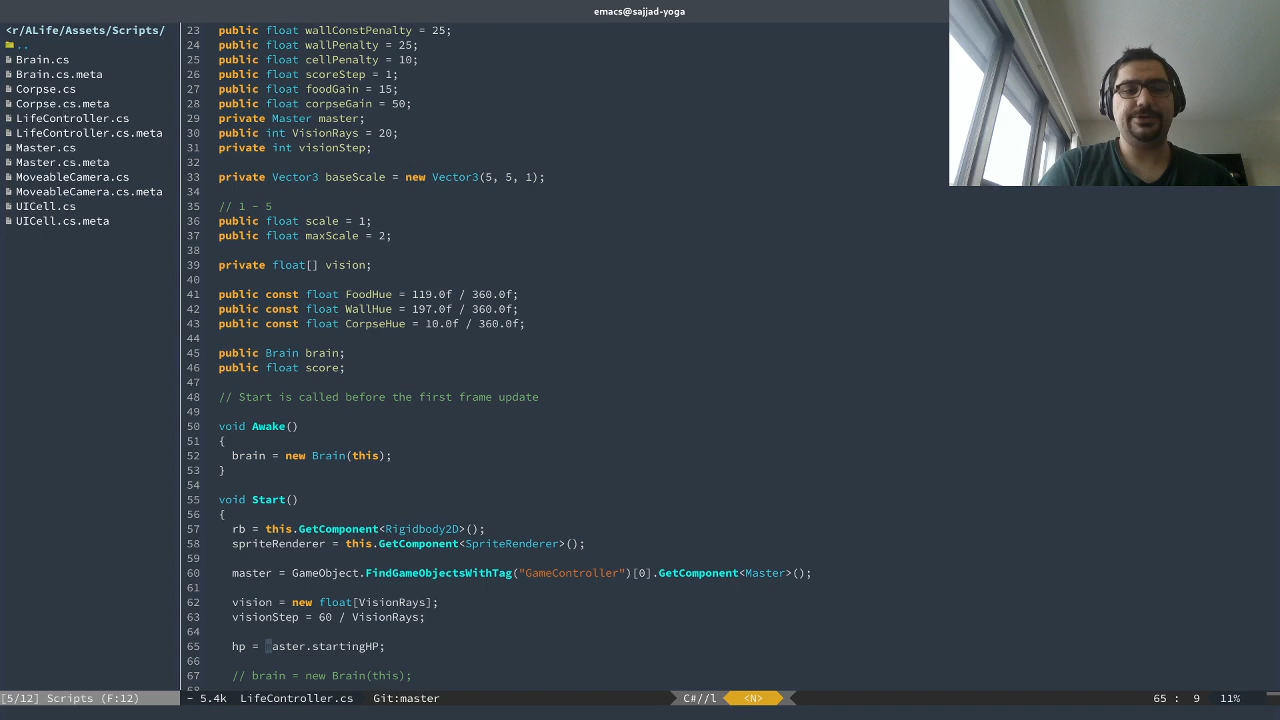 emacs@sajjad-yoga
<r/ALife/Assets/Scripts/
..
Brain.cs
Brain.cs.meta
Corpse.cs
Corpse.cs.meta
LifeController.cs
LifeController.cs.meta
Master.cs
Master.cs.meta
MoveableCamera.cs
MoveableCamera.cs.meta
UICell.cs
UICell.cs.meta
23 public float wallConstPenalty = 25;
24 public float wallPenalty = 25;
25 public float cellPenalty = 10;
26 public float scoreStep = 1;
27 public float foodGain = 15;
28 public float corpseGain = 50;
29 private Master master;
30 public int VisionRays = 20;
31 private int visionStep;
32
33 private Vector3 baseScale = new Vector3(5, 5, 1);
34
35 // 1 - 5
36 public float scale = 1;
37 public float maxScale = 2;
38
39 private float[] vision;
40
41 public const float FoodHue = 119.0f / 360.0f;
42 public const float WallHue = 197.0f / 360.0f;
43 public const float CorpseHue = 10.0f / 360.0f;
44
45 public Brain brain;
46 public float score;
47
48 // Start is called before the first frame update
49
50 void Awake()
51 {
52 brain = new Brain(this);
53 }
54
55 void Start()
56 {
57 rb = this.GetComponent<Rigidbody2D>();
58 spriteRenderer = this.GetComponent<SpriteRenderer>();
59
60 master = GameObject.FindGameObjectsWithTag("GameController")[0].GetComponent<Master>();
61
62 vision = new float[VisionRays];
63 visionStep = 60 / VisionRays;
64
65 hp = master.startingHP;
66
67 // brain = new Brain(this);
68
[5/12] Scripts (F:12) - 5.4k LifeController.cs Git:master C#//l <N> 65 : 9 11%